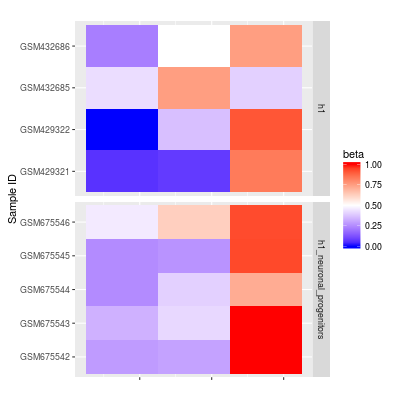 GSM432686
GSM432685
GSM429322
GSM429321
h1
GSM675546
GSM675545
GSM675544
GSM675543
GSM675542
h1_neuronal_progenitors
Sample ID
beta
1.00
0.75
0.50
0.25
0.00